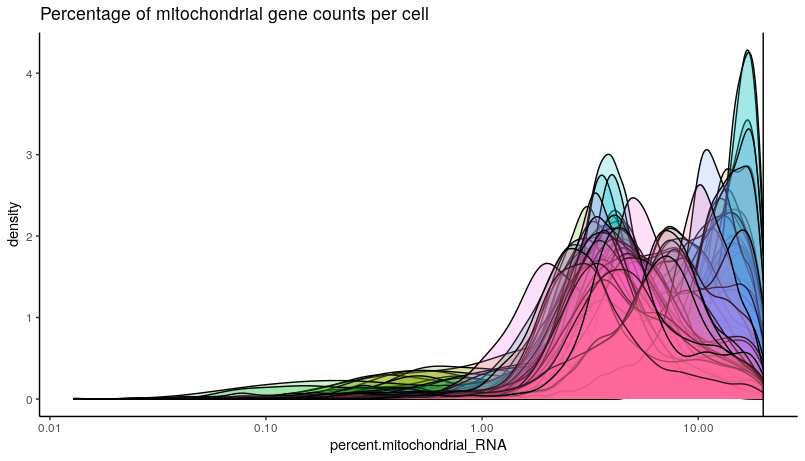 Percentage of mitochondrial gene counts per cell
4
3
2
1
0
density
0.01 0.10 1.00 10.00
percent.mitochondrial_RNA